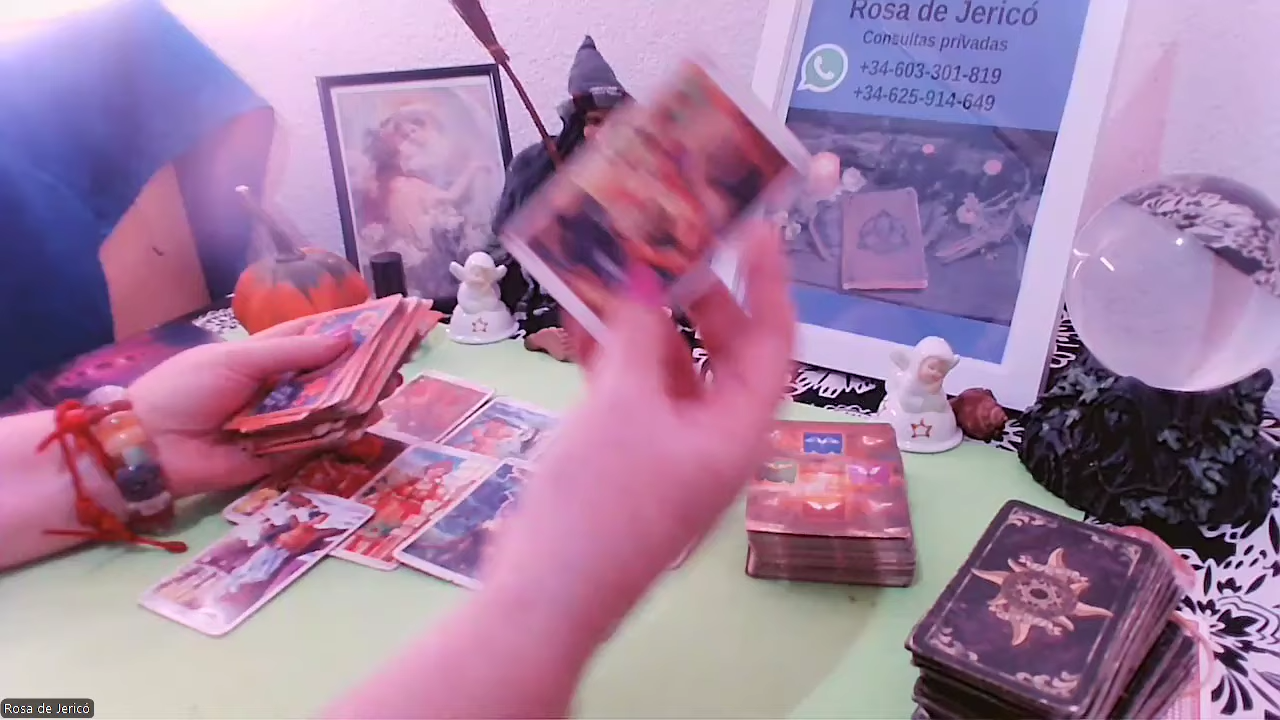 Rosa de Jericó
Consultas privadas
+34-603-301-819
+34-625-914-649
Rosa de Jericó